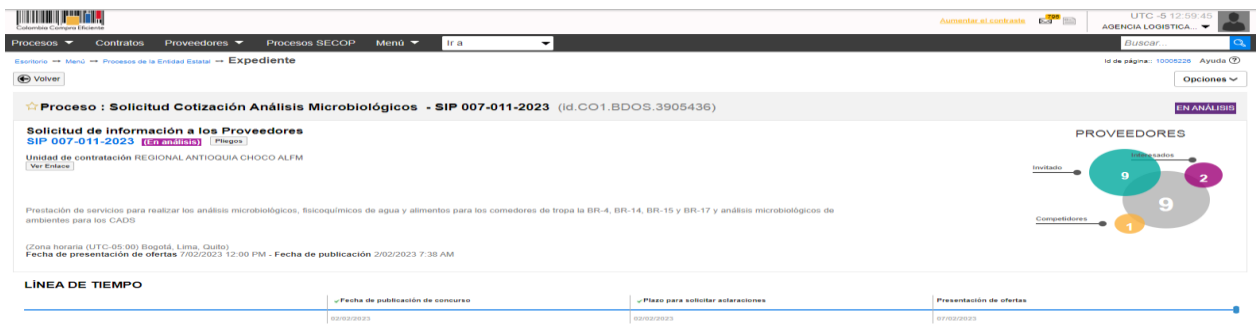 Colombia Compra Eficiente
Aumentar el contraste
UTC -5 12:59:45
AGENCIA LOGISTICA...
Procesos Contratos Proveedores Procesos SECOP Menú Ir a Buscar...
Escritorio → Menú → Procesos de la Entidad Estatal → Expediente
Id de página:: 10005226 Ayuda
Volver
Opciones
Proceso : Solicitud Cotización Análisis Microbiológicos - SIP 007-011-2023 (id.CO1.BDOS.3905436)
EN ANÁLISIS
Solicitud de información a los Proveedores
SIP 007-011-2023 (En análisis) Pliegos
Unidad de contratación REGIONAL ANTIOQUIA CHOCO ALFM
Ver Enlace
PROVEEDORES
Interesados
Invitado
9
2
9
Competidores
1
Prestación de servicios para realizar los análisis microbiológicos, fisicoquímicos de agua y alimentos para los comedores de tropa la BR-4, BR-14, BR-15 y BR-17 y análisis microbiológicos de
ambientes para los CADS
(Zona horaria (UTC-05:00) Bogotá, Lima, Quito)
Fecha de presentación de ofertas 7/02/2023 12:00 PM - Fecha de publicación 2/02/2023 7:38 AM
LÍNEA DE TIEMPO
Fecha de publicación de concurso Plazo para solicitar aclaraciones Presentación de ofertas
02/02/2023 02/02/2023 07/02/2023